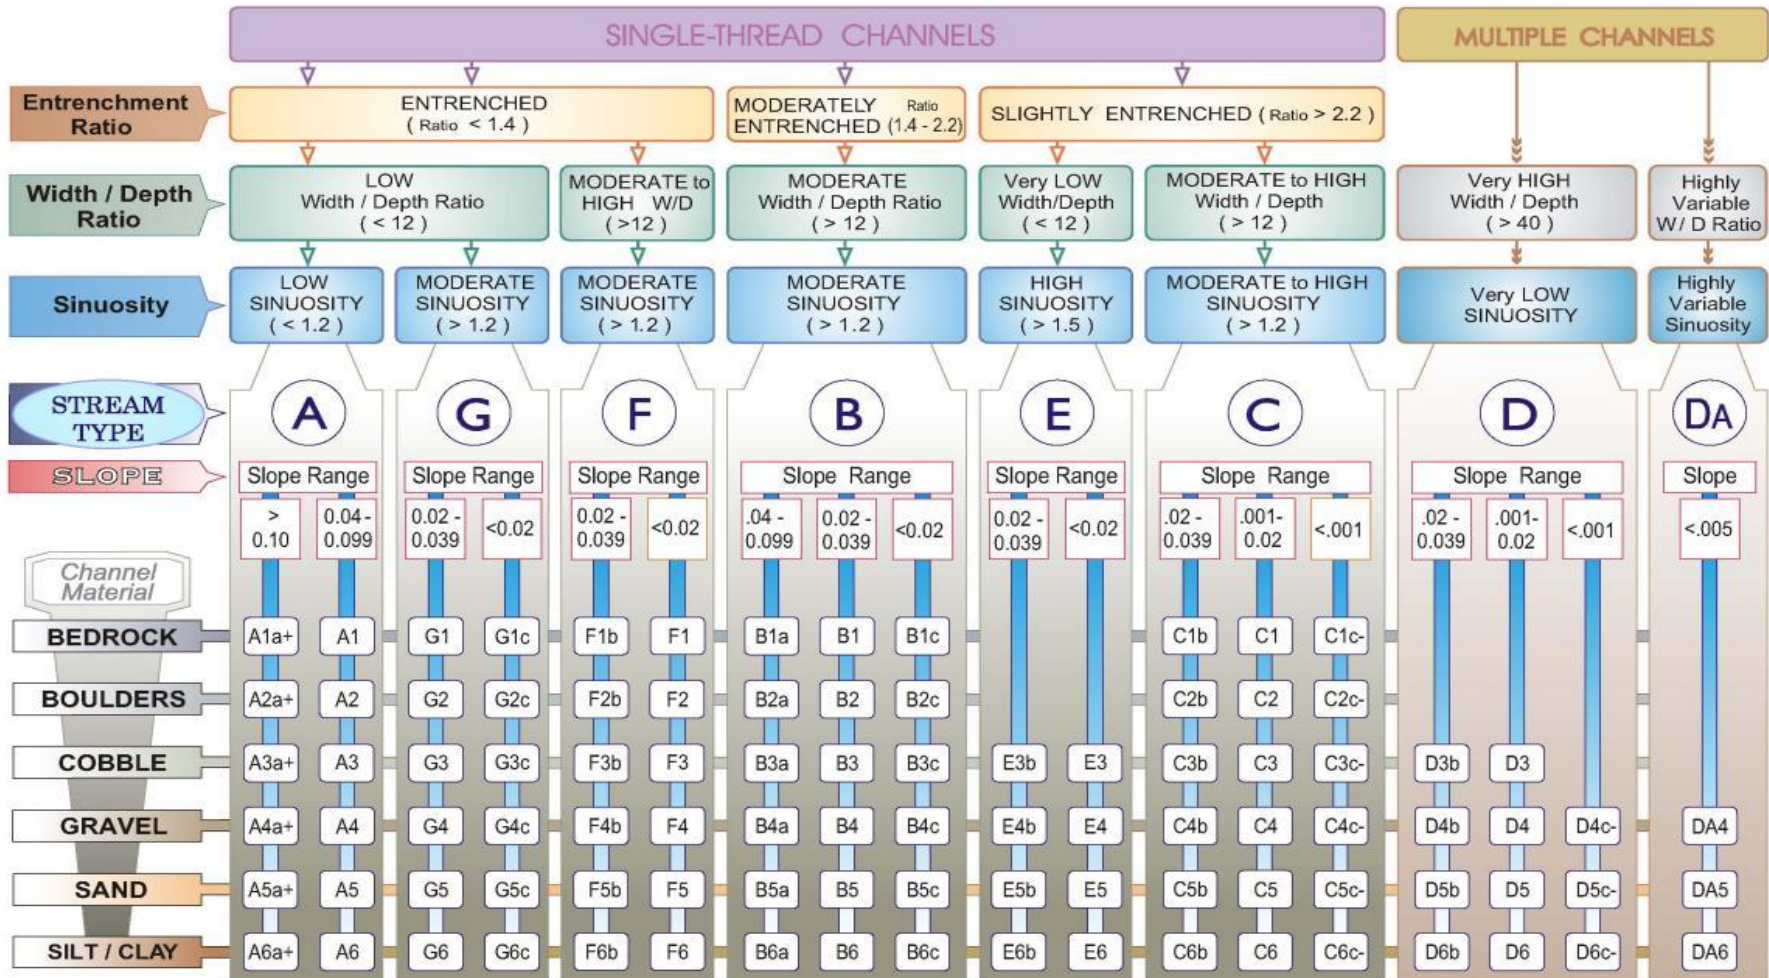 SINGLE-THREAD CHANNELS
MULTIPLE CHANNELS
Entrenchment
Ratio
ENTRENCHED
( Ratio < 1.4 )
MODERATELY Ratio
ENTRENCHED (1.4 - 2.2)
SLIGHTLY ENTRENCHED ( Ratio > 2.2 )
Width / Depth
Ratio
LOW
Width / Depth Ratio
( < 12 )
MODERATE to
HIGH W/D
( >12 )
MODERATE
Width / Depth Ratio
( > 12 )
Very LOW
Width/Depth
( < 12 )
MODERATE to HIGH
Width / Depth
( > 12 )
Very HIGH
Width / Depth
( > 40 )
Highly
Variable
W/ D Ratio
Sinuosity
LOW
SINUOSITY
( < 1.2 )
MODERATE
SINUOSITY
( > 1.2 )
MODERATE
SINUOSITY
( > 1.2 )
MODERATE
SINUOSITY
( > 1.2 )
HIGH
SINUOSITY
( > 1.5 )
MODERATE to HIGH
SINUOSITY
( > 1.2 )
Very LOW
SINUOSITY
Highly
Variable
Sinuosity
STREAM
TYPE
A
G
F
B
E
C
D
DA
SLOPE
Slope Range
Slope Range
Slope Range
Slope Range
Slope Range
Slope Range
Slope Range
Slope
>
0.10
0.04 -
0.099
0.02 -
0.039
<0.02
0.02 -
0.039
<0.02
.04 -
0.099
0.02 -
0.039
<0.02
0.02 -
0.039
<0.02
.02 -
0.039
.001-
0.02
<.001
.02 -
0.039
.001-
0.02
<.001
<.005
Channel
Material
BEDROCK A1a+ A1 G1 G1c F1b F1 B1a B1 B1c C1b C1 C1c-
BOULDERS A2a+ A2 G2 G2c F2b F2 B2a B2 B2c C2b C2 C2c-
COBBLE A3a+ A3 G3 G3c F3b F3 B3a B3 B3c E3b E3 C3b C3 C3c- D3b D3
GRAVEL A4a+ A4 G4 G4c F4b F4 B4a B4 B4c E4b E4 C4b C4 C4c- D4b D4 D4c- DA4
SAND A5a+ A5 G5 G5c F5b F5 B5a B5 B5c E5b E5 C5b C5 C5c- D5b D5 D5c- DA5
SILT / CLAY A6a+ A6 G6 G6c F6b F6 B6a B6 B6c E6b E6 C6b C6 C6c- D6b D6 D6c- DA6